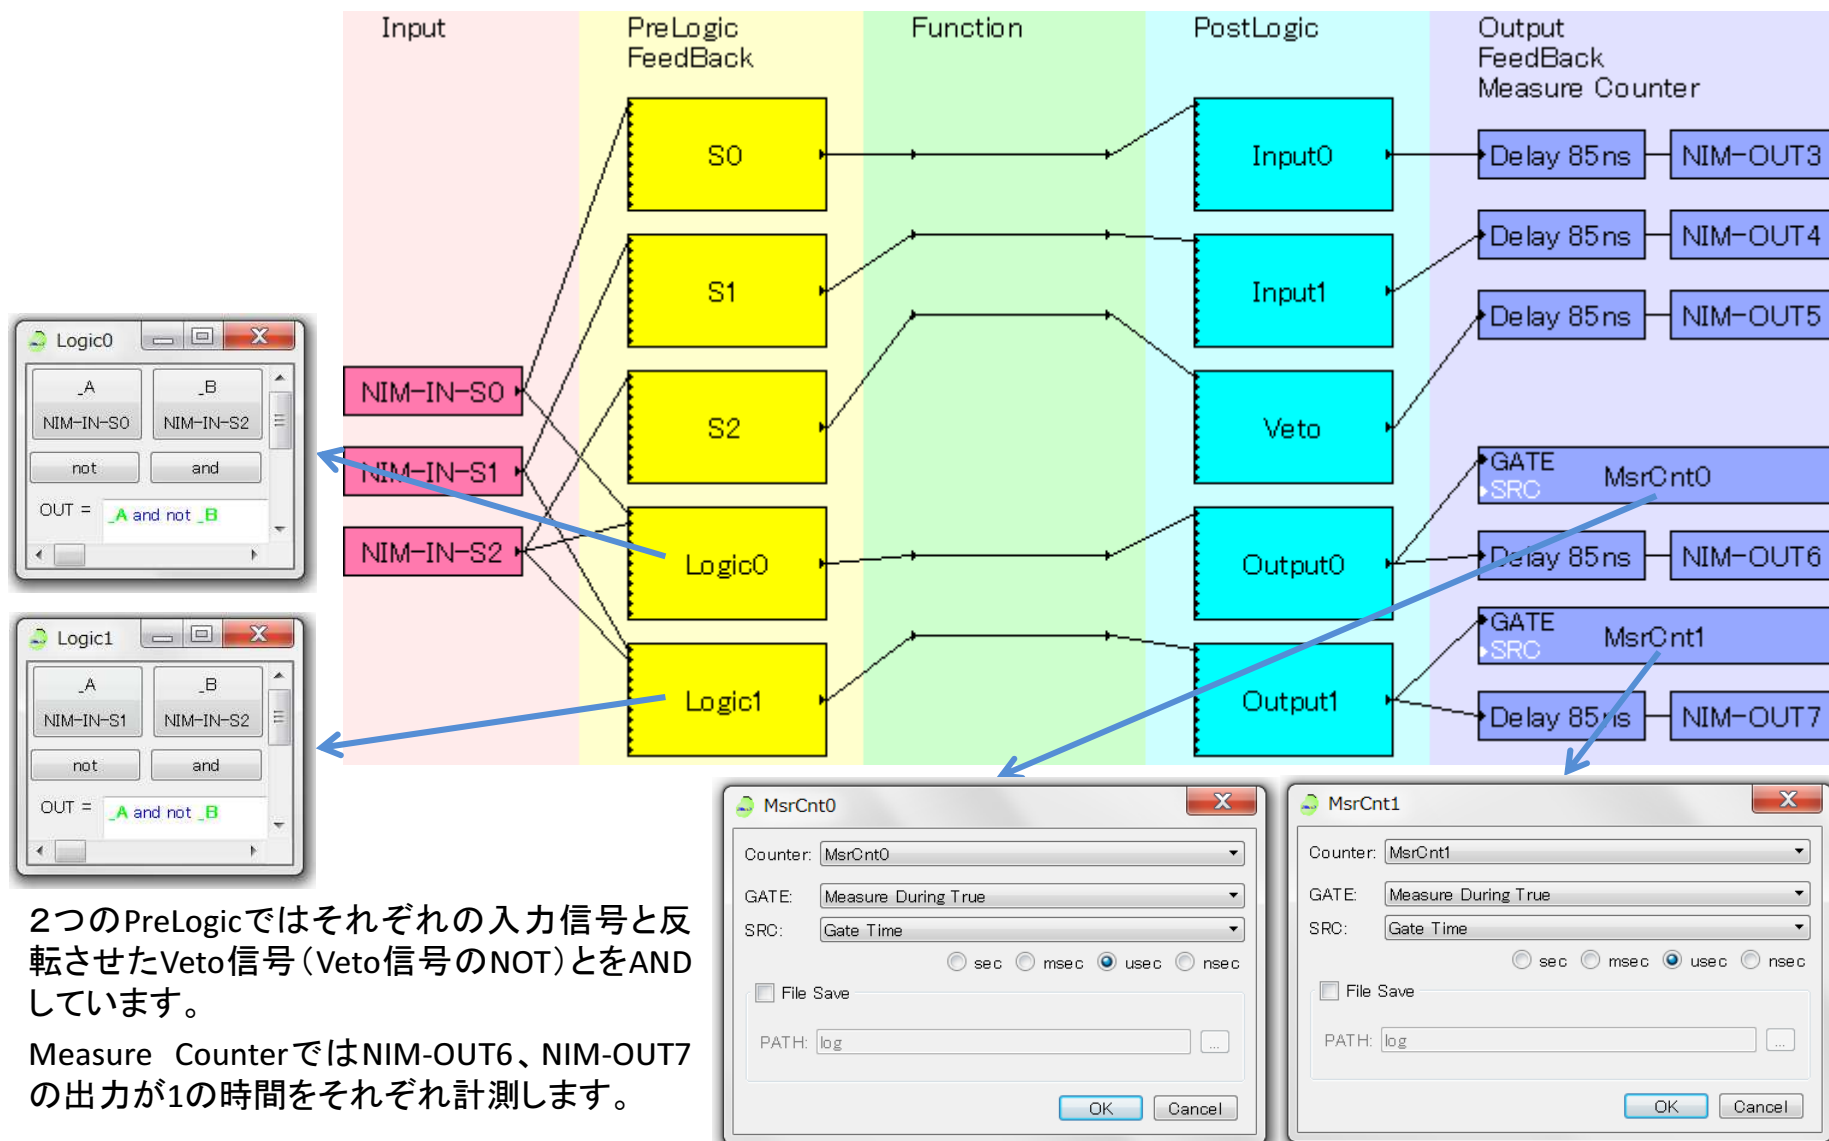 Input
PreLogic
FeedBack
Function
PostLogic
Output
FeedBack
Measure Counter
S0
Input0
Delay 85ns
NIM-OUT3
S1
Input1
Delay 85ns
NIM-OUT4
Delay 85ns
NIM-OUT5
NIM-IN-S0
S2
Veto
NIM-IN-S1
GATE
SRC
MsrCnt0
NIM-IN-S2
Logic0
Output0
Delay 85ns
NIM-OUT6
GATE
SRC
MsrCnt1
Logic1
Output1
Delay 85ns
NIM-OUT7
Logic0
_A
NIM-IN-S0
_B
NIM-IN-S2
not
and
OUT = _A and not _B
Logic1
_A
NIM-IN-S1
_B
NIM-IN-S2
not
and
OUT = _A and not _B
2つのPreLogicではそれぞれの入力信号と反
転させたVeto信号（Veto信号のNOT）とをAND
しています。
Measure CounterではNIM-OUT6、NIM-OUT7
の出力が1の時間をそれぞれ計測します。
MsrCnt0
Counter: MsrCnt0
GATE: Measure During True
SRC: Gate Time
sec msec usec nsec
File Save
PATH: log ...
OK Cancel
MsrCnt1
Counter: MsrCnt1
GATE: Measure During True
SRC: Gate Time
sec msec usec nsec
File Save
PATH: log ...
OK Cancel